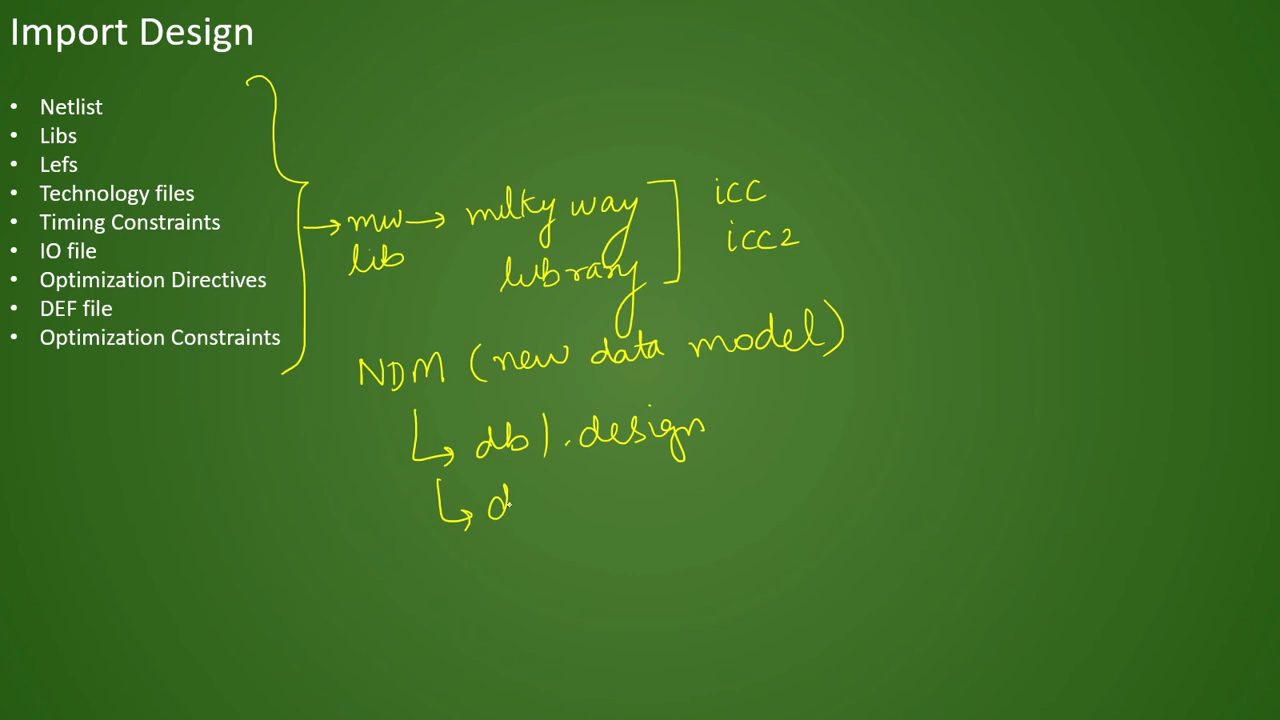 Import Design
• Netlist
• Libs
• Lefs
• Technology files
• Timing Constraints
• IO file
• Optimization Directives
• DEF file
• Optimization Constraints
mw → milky way
lib library
icc
icc2
NDM (new data model)
db | .design
d